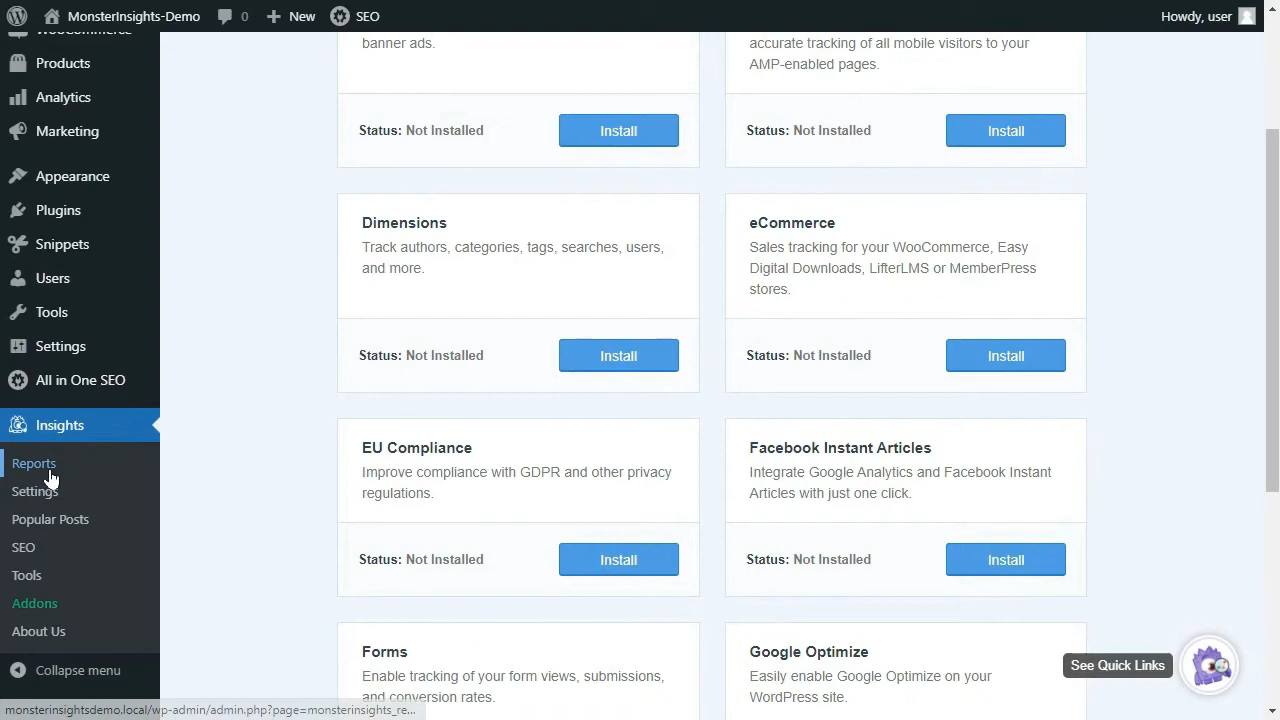 MonsterInsights-Demo
0
New
SEO
Howdy, user
WooCommerce
Products
Analytics
Marketing
Appearance
Plugins
Snippets
Users
Tools
Settings
All in One SEO
Insights
Reports
Settings
Popular Posts
SEO
Tools
Addons
About Us
Collapse menu
banner ads.
Status: Not Installed
Install
accurate tracking of all mobile visitors to your
AMP-enabled pages.
Status: Not Installed
Install
Dimensions
Track authors, categories, tags, searches, users,
and more.
Status: Not Installed
Install
eCommerce
Sales tracking for your WooCommerce, Easy
Digital Downloads, LifterLMS or MemberPress
stores.
Status: Not Installed
Install
EU Compliance
Improve compliance with GDPR and other privacy
regulations.
Status: Not Installed
Install
Facebook Instant Articles
Integrate Google Analytics and Facebook Instant
Articles with just one click.
Status: Not Installed
Install
Forms
Enable tracking of your form views, submissions,
and conversion rates.
Google Optimize
Easily enable Google Optimize on your
WordPress site.
See Quick Links
monsterinsightsdemo.local/wp-admin/admin.php?page=monsterinsights_re...